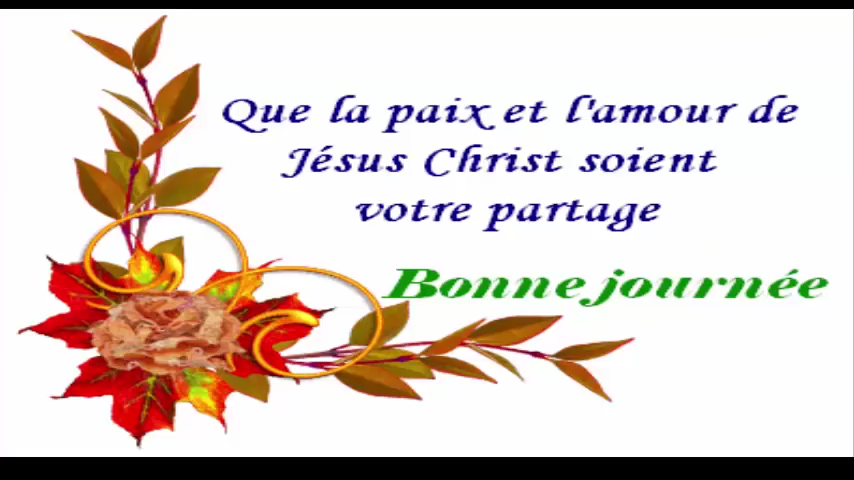 Que la paix et l'amour de
Jésus Christ soient
votre partage
Bonne journée